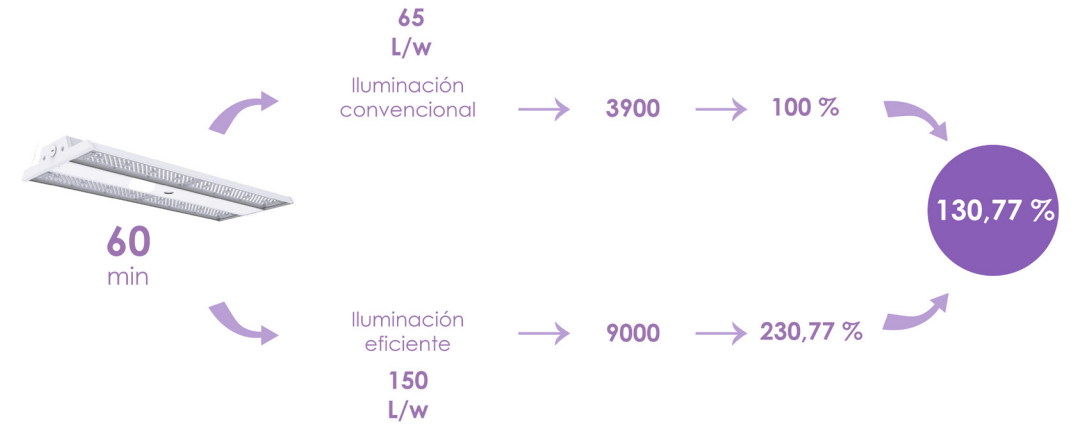 65
L/w
Iluminación
convencional
3900
100 %
130,77 %
60
min
Iluminación
eficiente
9000
230,77 %
150
L/w